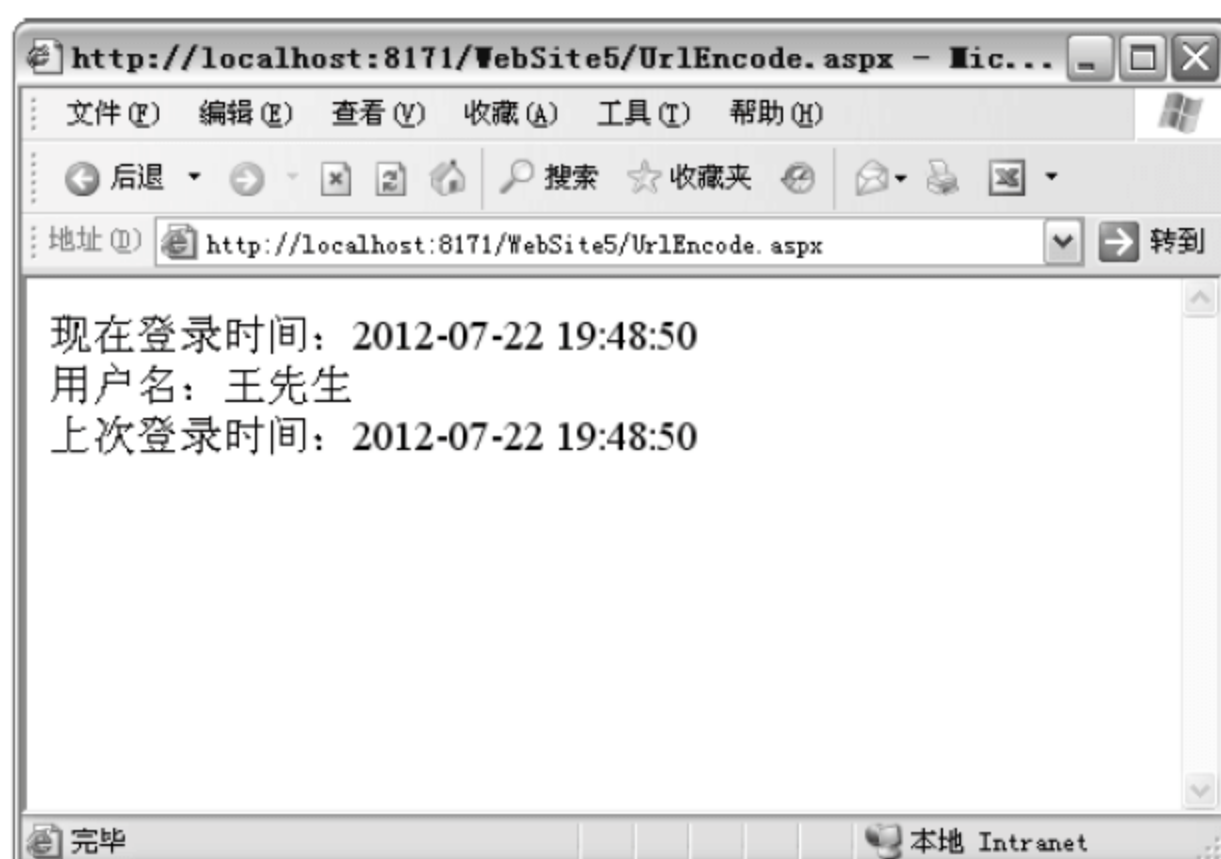 http://localhost:8171/WebSite5/UrlEncode.aspx - Mic...
文件(F) 编辑(E) 查看(V) 收藏(A) 工具(T) 帮助(H)
后退 搜索 收藏夹
地址(D) http://localhost:8171/WebSite5/UrlEncode.aspx 转到
现在登录时间：2012-07-22 19:48:50
用户名：王先生
上次登录时间：2012-07-22 19:48:50
完毕 本地 Intranet